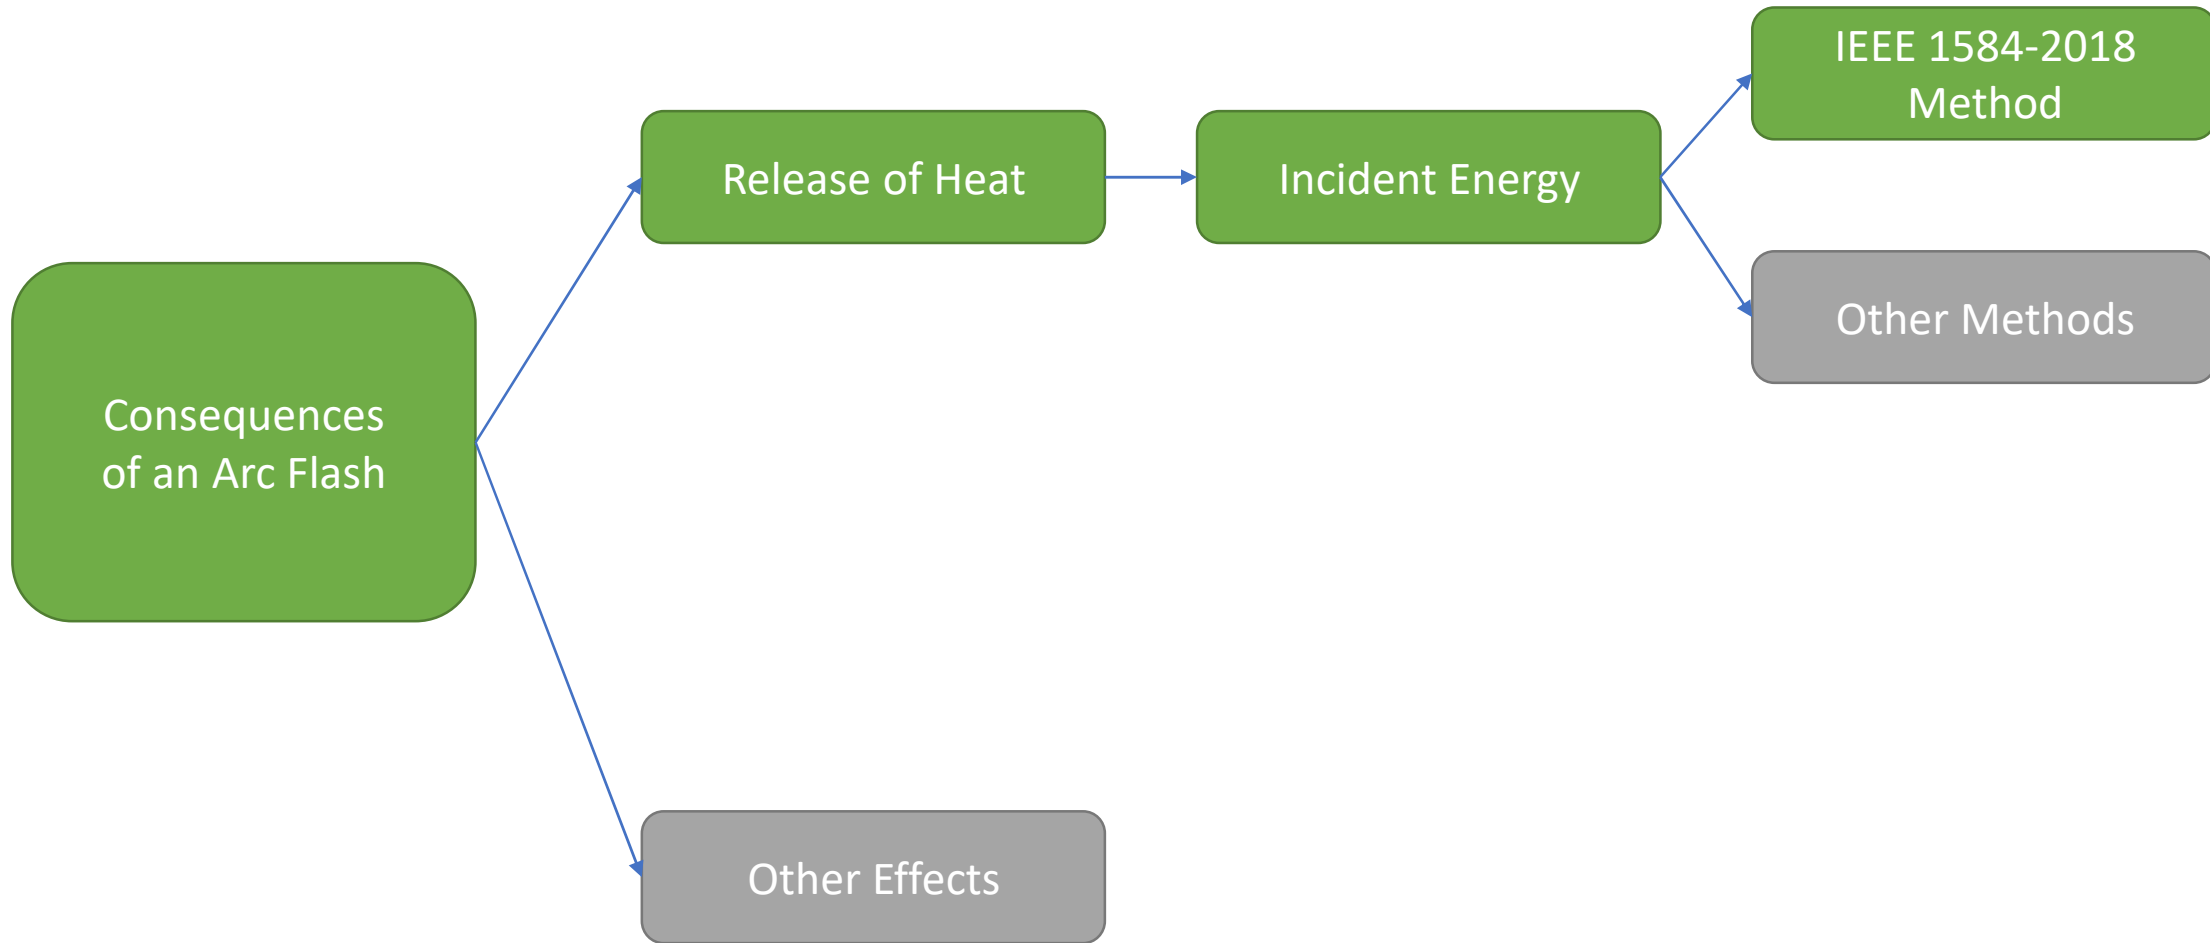 Consequences
of an Arc Flash
Release of Heat
Incident Energy
IEEE 1584-2018
Method
Other Methods
Other Effects